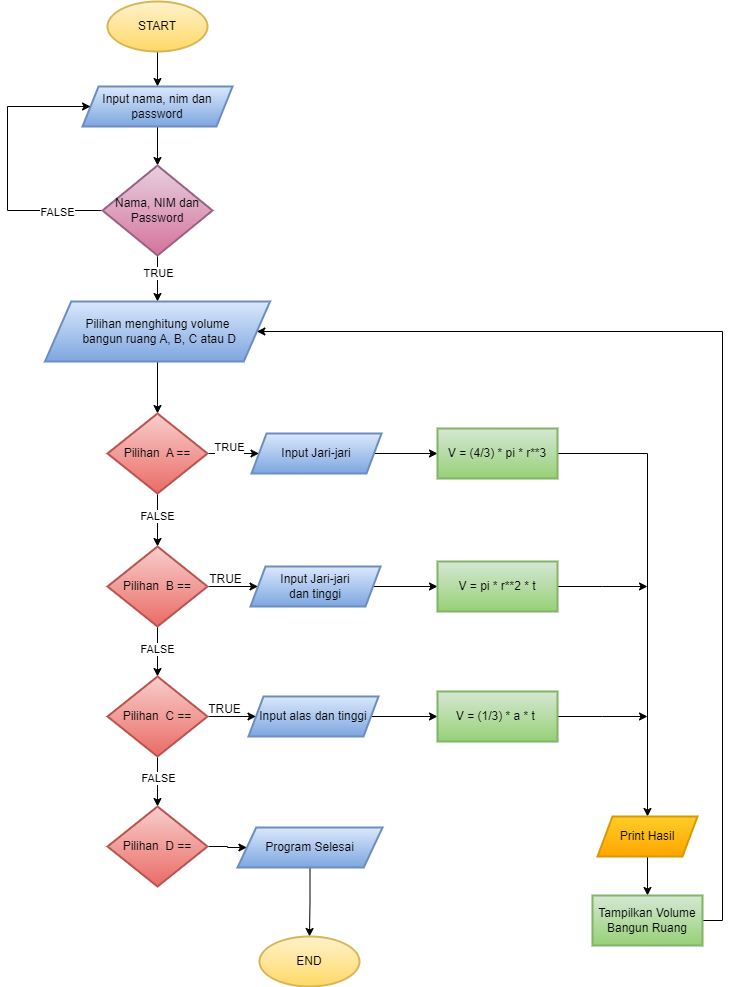 START
Input nama, nim dan
password
Nama, NIM dan
Password
FALSE
TRUE
Pilihan menghitung volume
bangun ruang A, B, C atau D
Pilihan A ==
TRUE
Input Jari-jari
V = (4/3) * pi * r**3
FALSE
Pilihan B ==
TRUE
Input Jari-jari
dan tinggi
V = pi * r**2 * t
FALSE
Pilihan C ==
TRUE
Input alas dan tinggi
V = (1/3) * a * t
FALSE
Pilihan D ==
Program Selesai
Print Hasil
Tampilkan Volume
Bangun Ruang
END